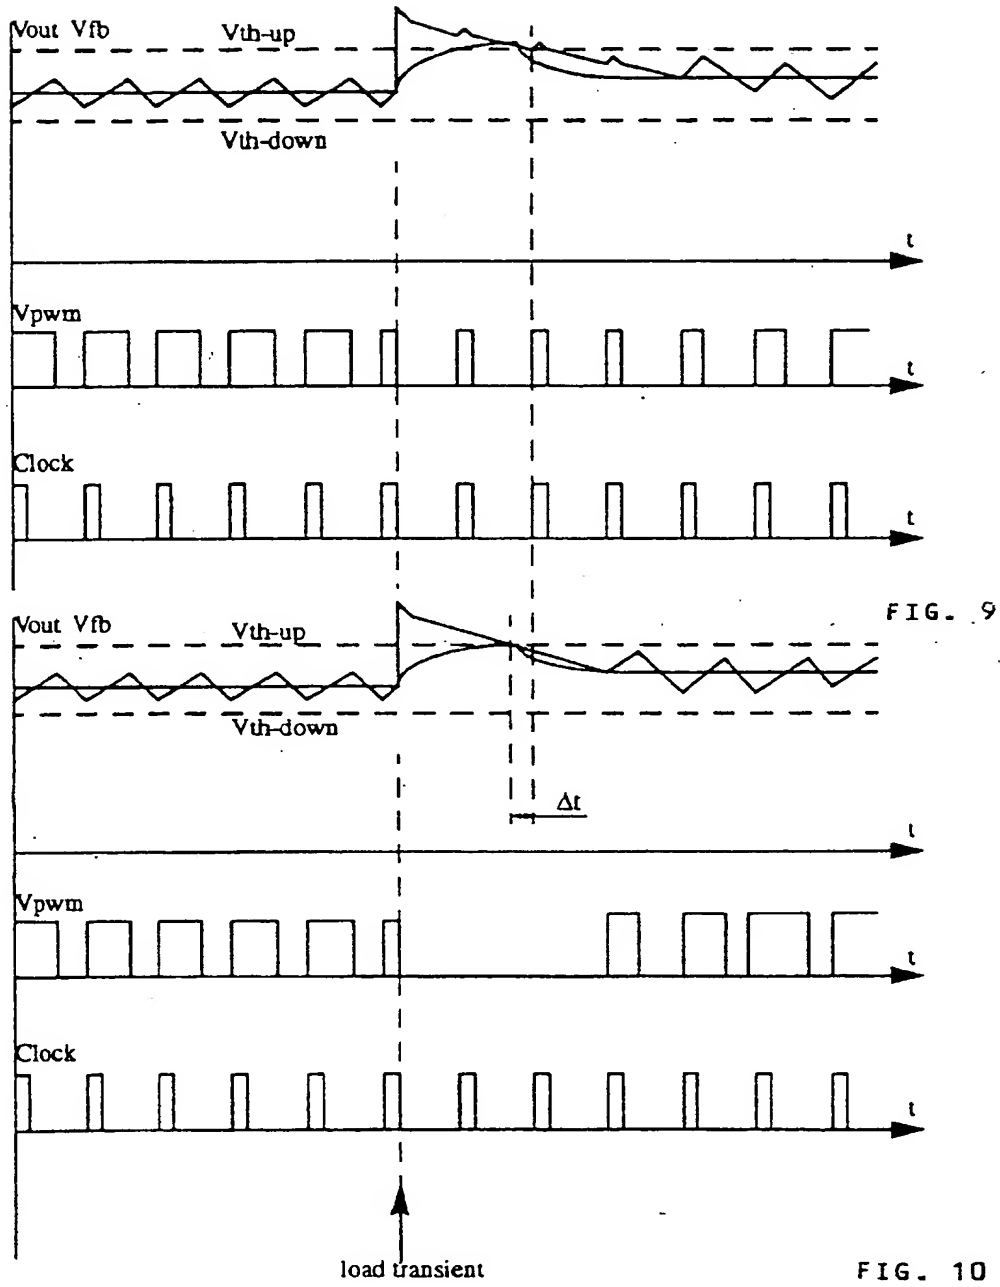 Vout Vfb
Vth-up
Vth-down
t
Vpwm
t
Clock
t
FIG. 9
Vout Vfb
Vth-up
Vth-down
Δt
t
Vpwm
t
Clock
t
load transient
FIG. 10